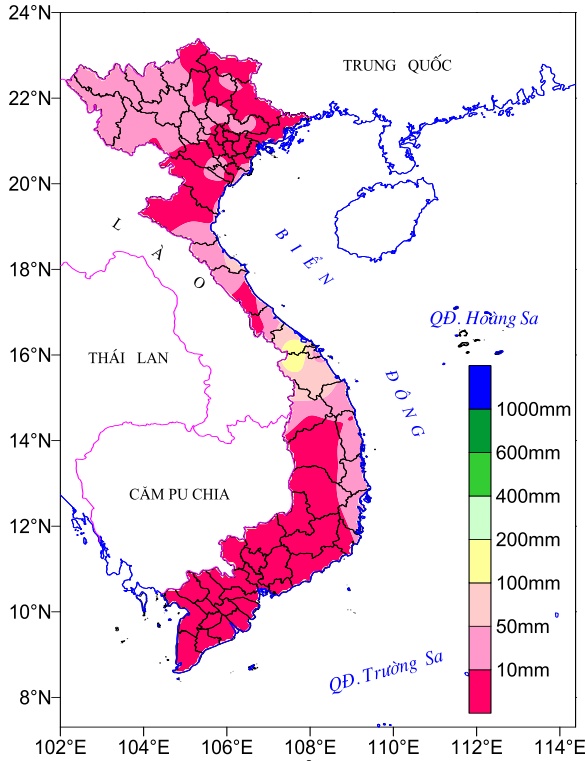 24°N
22°N
20°N
18°N
16°N
14°N
12°N
10°N
8°N
TRUNG QUỐC
LÀO
BIỂN
ĐÔNG
QĐ. Hoàng Sa
THÁI LAN
CĂM PU CHIA
QĐ. Trường Sa
1000mm
600mm
400mm
200mm
100mm
50mm
10mm
102°E 104°E 106°E 108°E 110°E 112°E 114°E